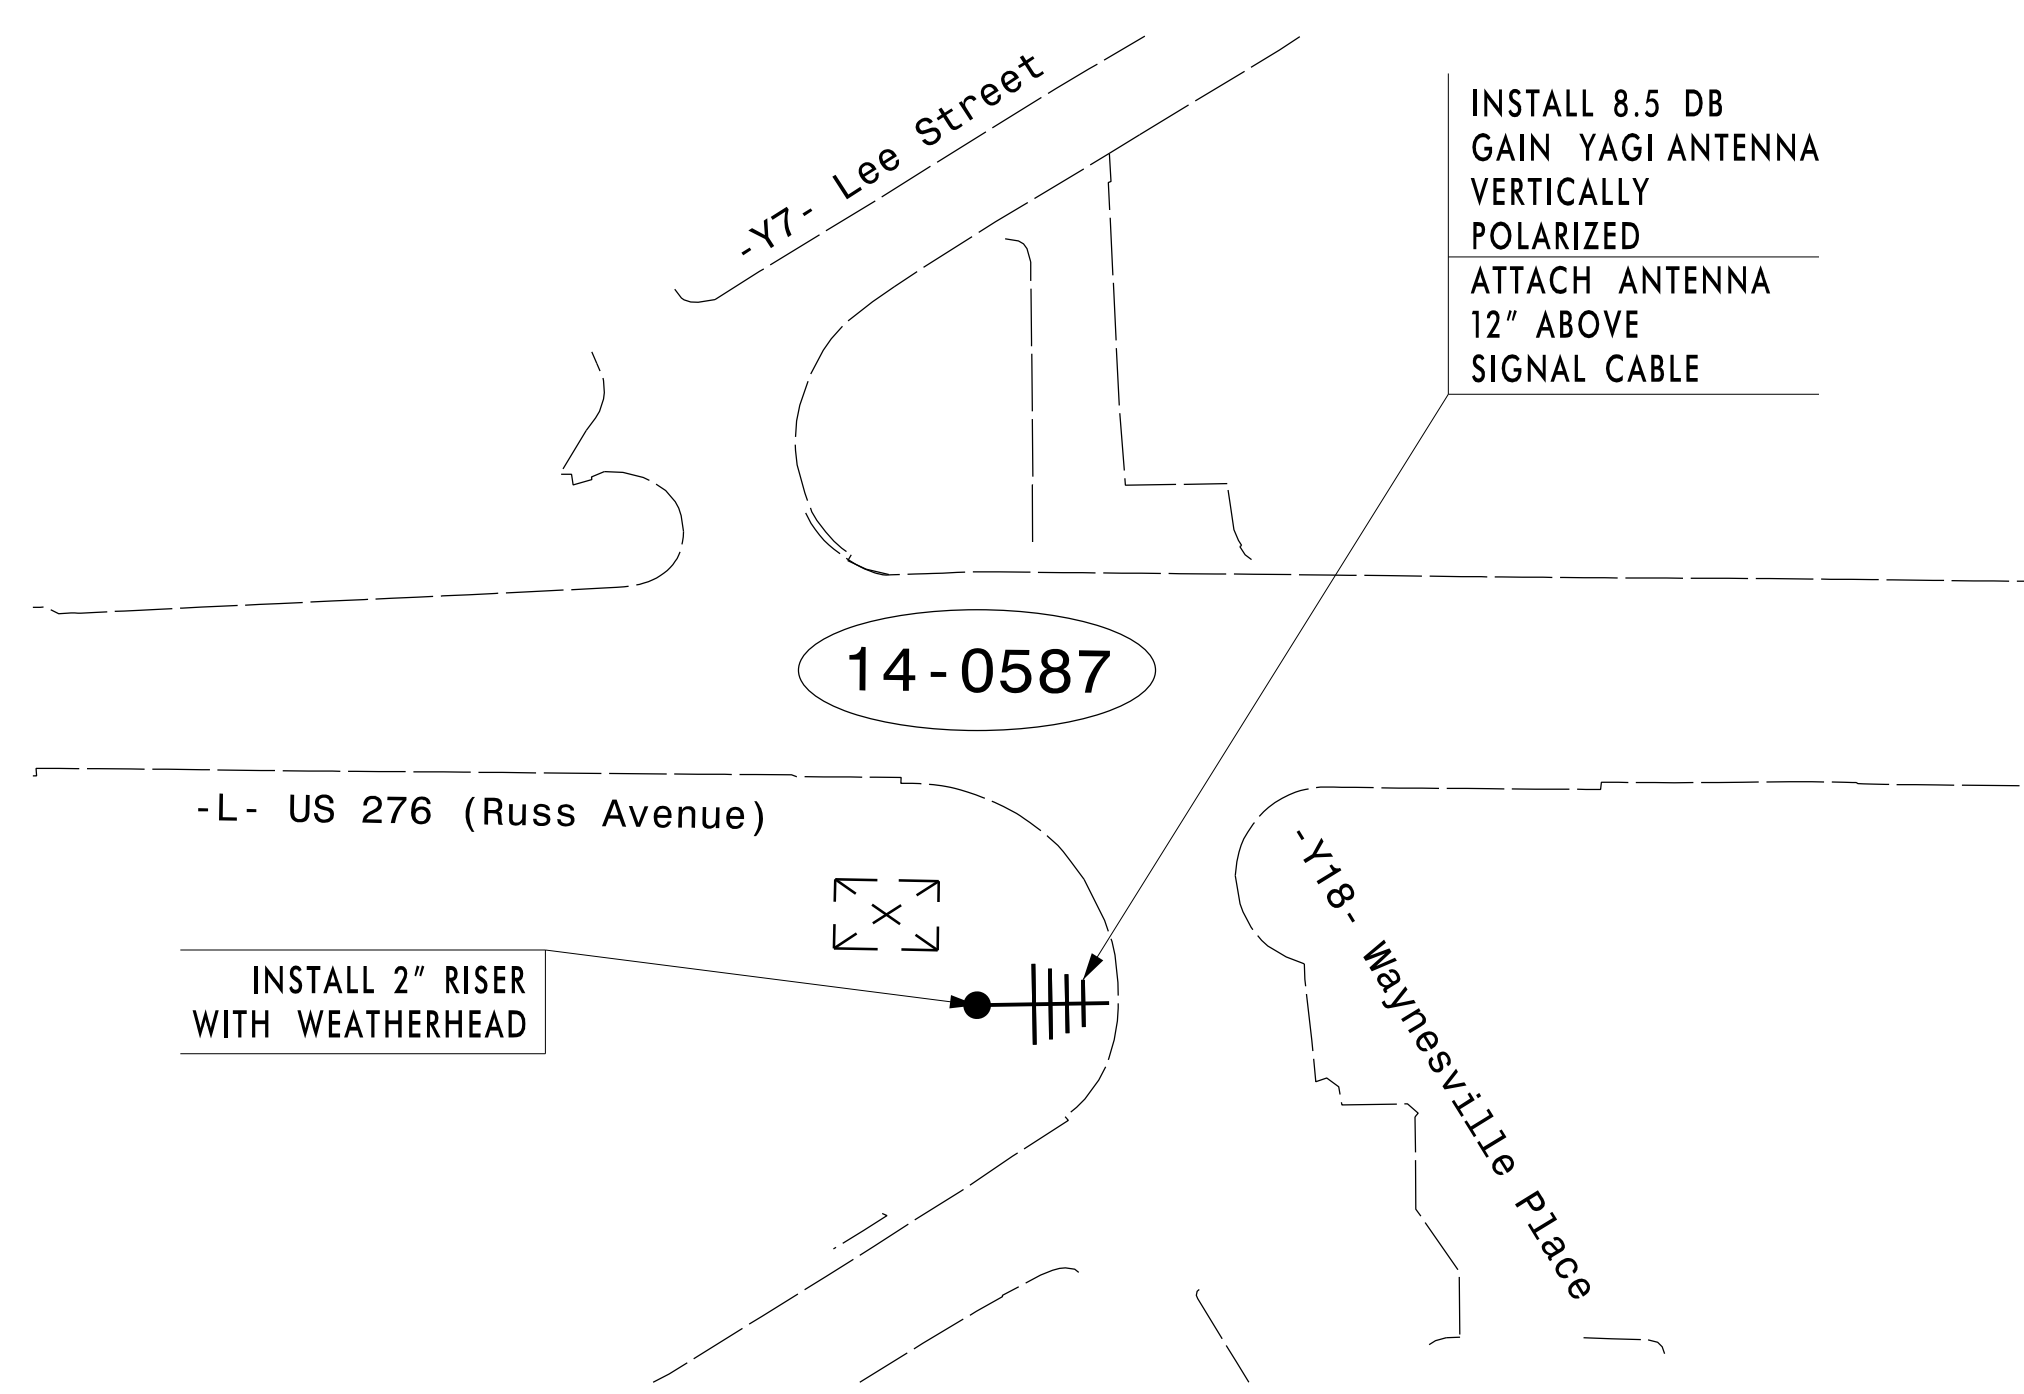 -Y7- Lee Street
INSTALL 8.5 DB
GAIN YAGI ANTENNA
VERTICALLY
POLARIZED
ATTACH ANTENNA
12" ABOVE
SIGNAL CABLE
14-0587
-L- US 276 (Russ Avenue)
-Y18- Waynesville Place
INSTALL 2" RISER
WITH WEATHERHEAD